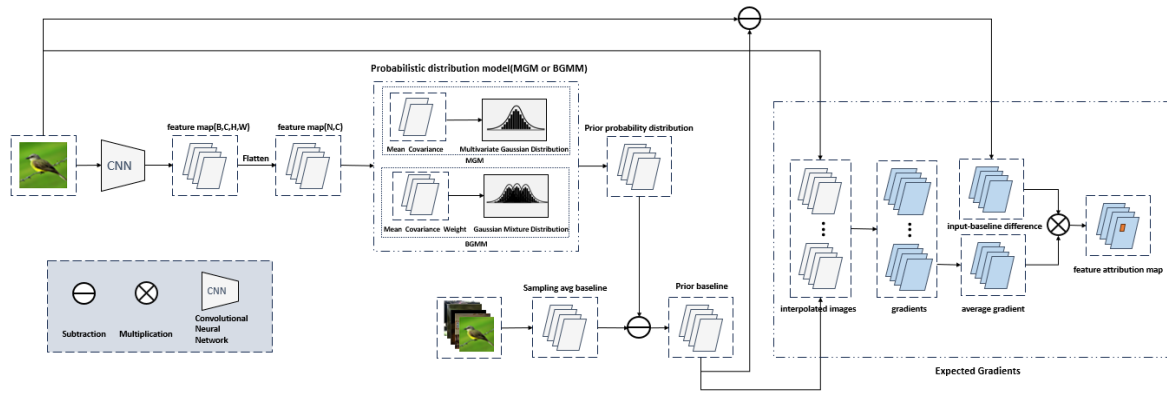 Probabilistic distribution model(MGM or BGMM)
feature map(B,C,H,W)
feature map(N,C)
CNN
Flatten
Mean Covariance
Multivariate Gaussian Distribution
MGM
Mean Covariance Weight
Gaussian Mixture Distribution
BGMM
Prior probability distribution
input-baseline difference
feature attribution map
interpolated images
gradients
average gradient
Expected Gradients
Sampling avg baseline
Prior baseline
CNN
Subtraction
Multiplication
Convolutional
Neural
Network